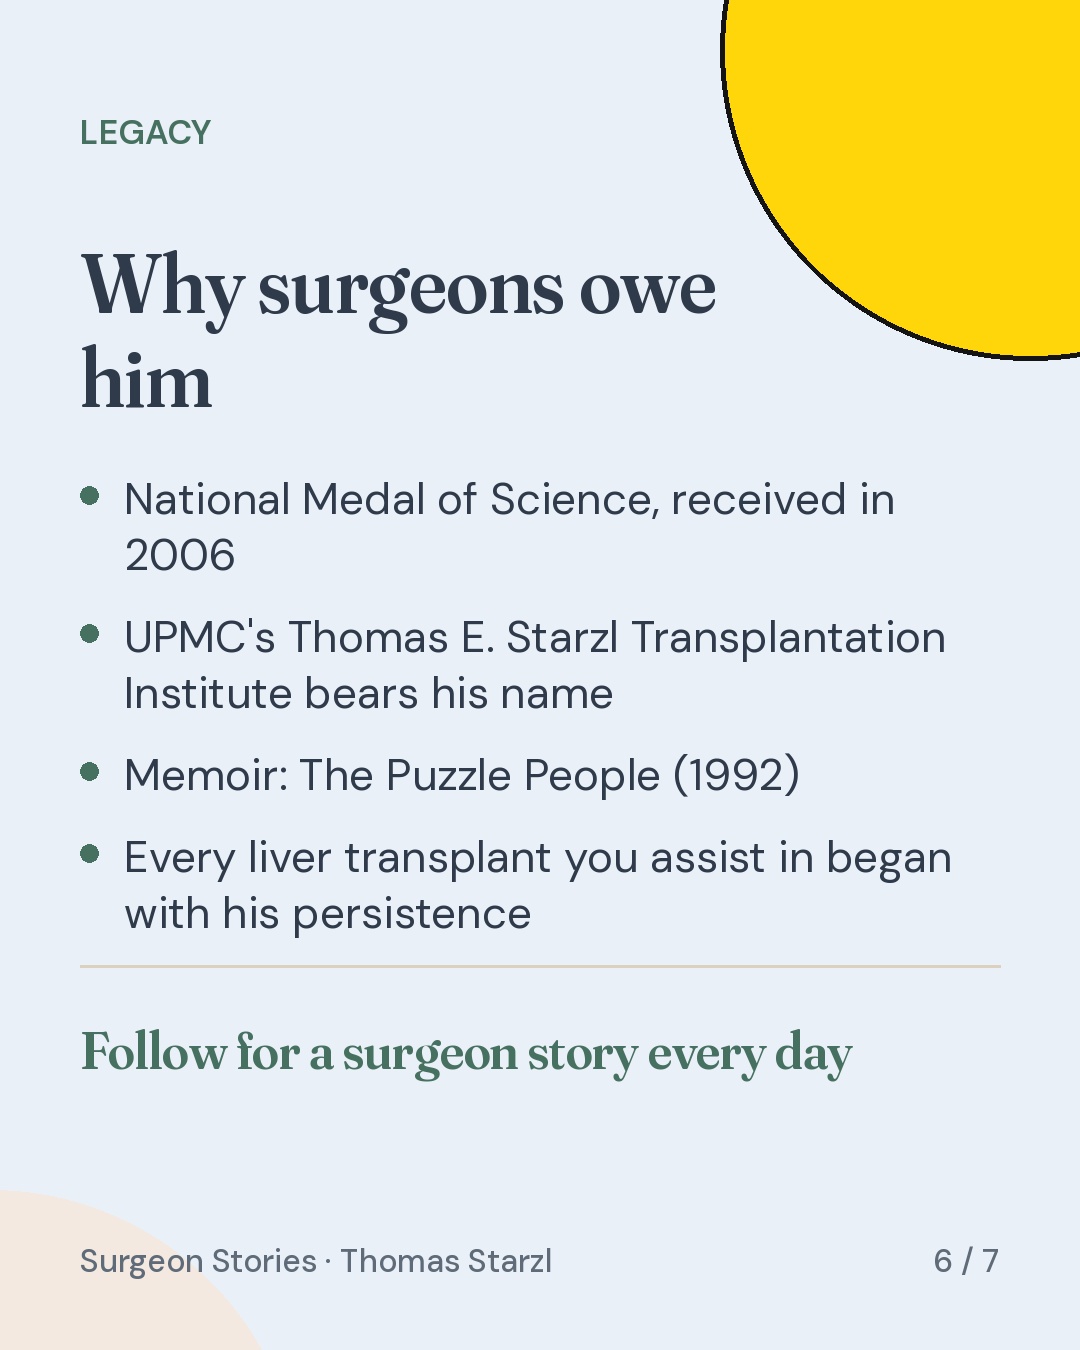 LEGACY
Why surgeons owe
him
National Medal of Science, received in
2006
UPMC's Thomas E. Starzl Transplantation
Institute bears his name
Memoir: The Puzzle People (1992)
Every liver transplant you assist in began
with his persistence
Follow for a surgeon story every day
Surgeon Stories · Thomas Starzl
6 / 7